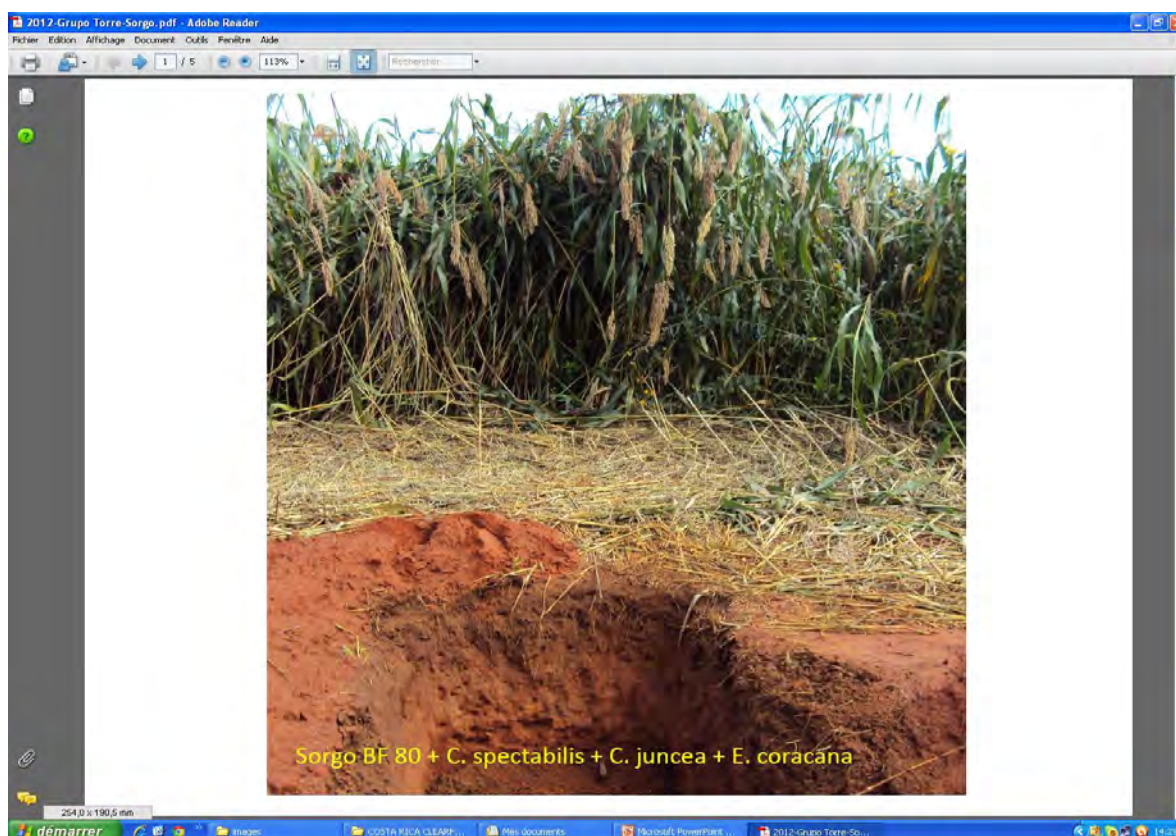 2012-Grupo Torre-Sorgo.pdf - Adobe Reader
Fichier Edition Affichage Document Outils Fenêtre Aide
1 / 5 113% Rechercher
Sorgo BF 80 + C. spectabilis + C. juncea + E. coracana
254,0 x 190,5 mm
démarrer images COSTA RICA CLEARF... Mes documents Microsoft PowerPoint ... 2012-Grupo Torre-So...